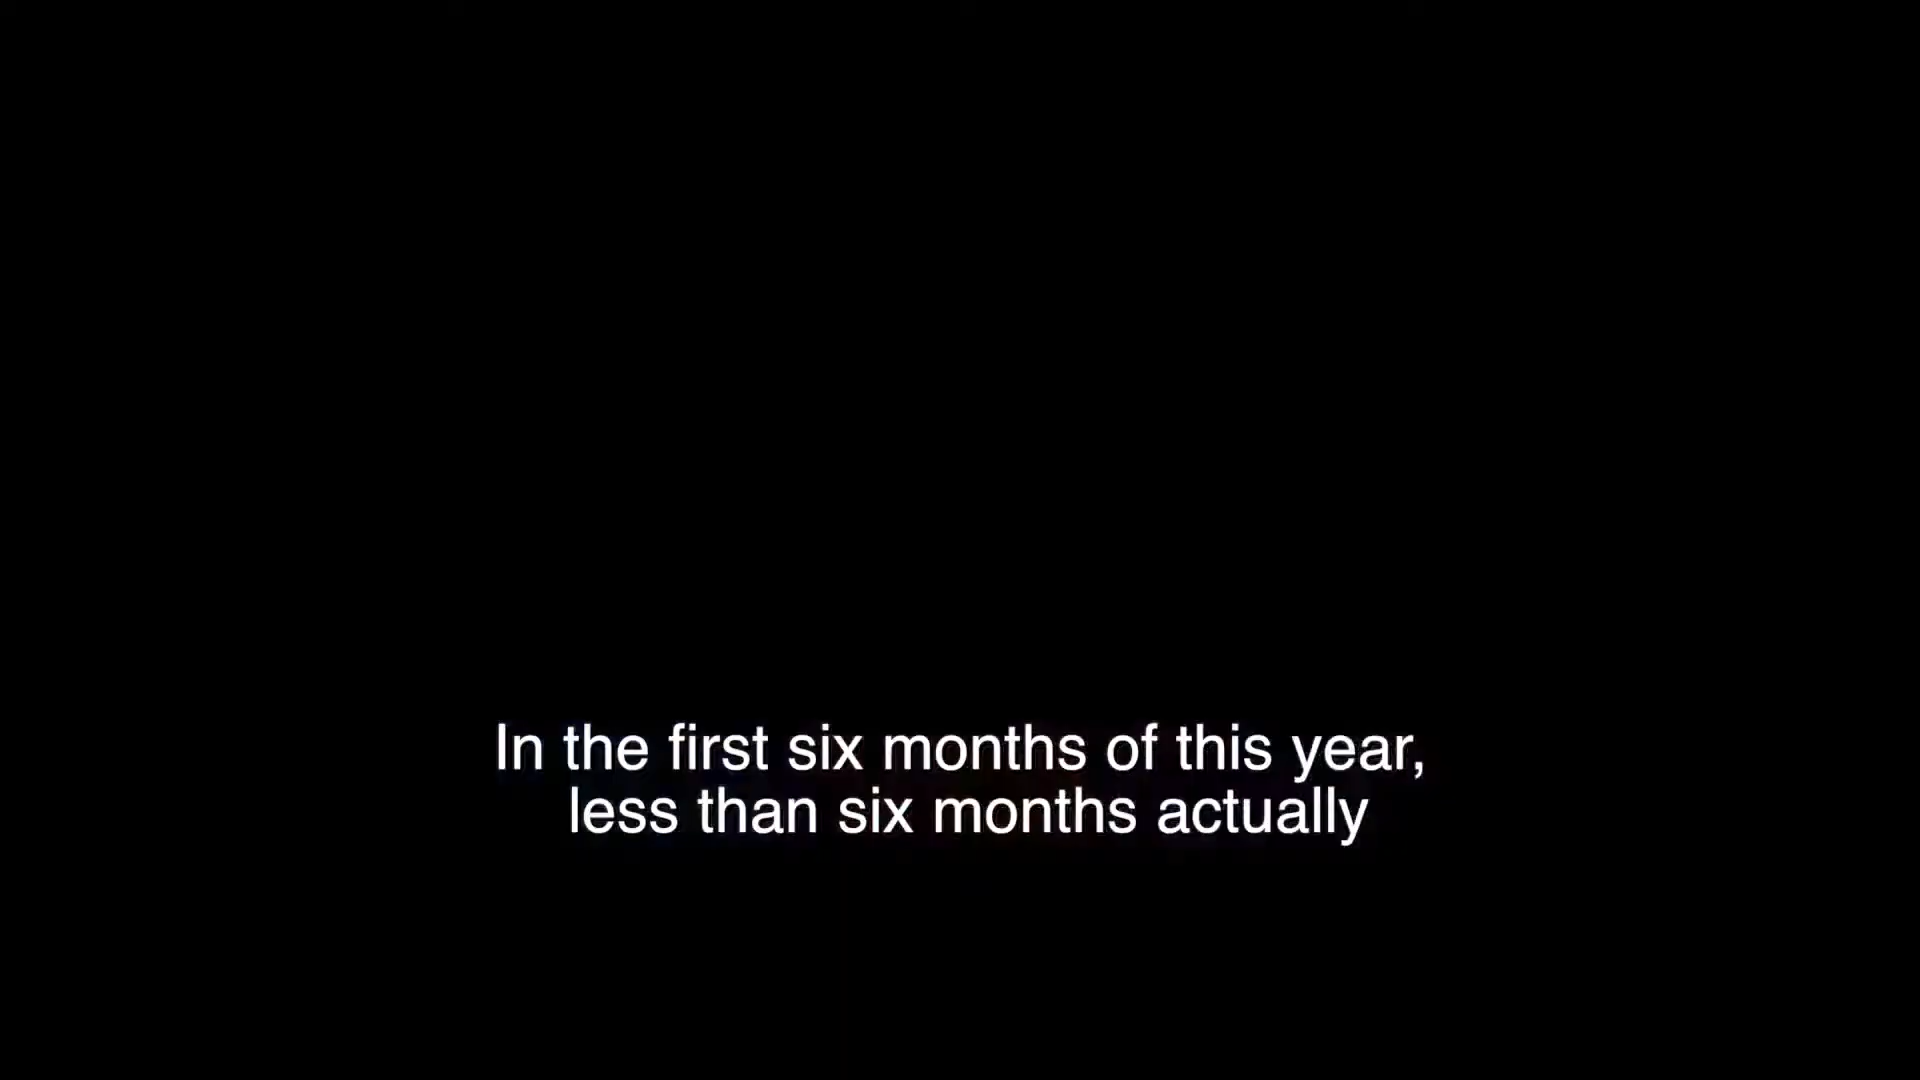 In the first six months of this year,
less than six months actually